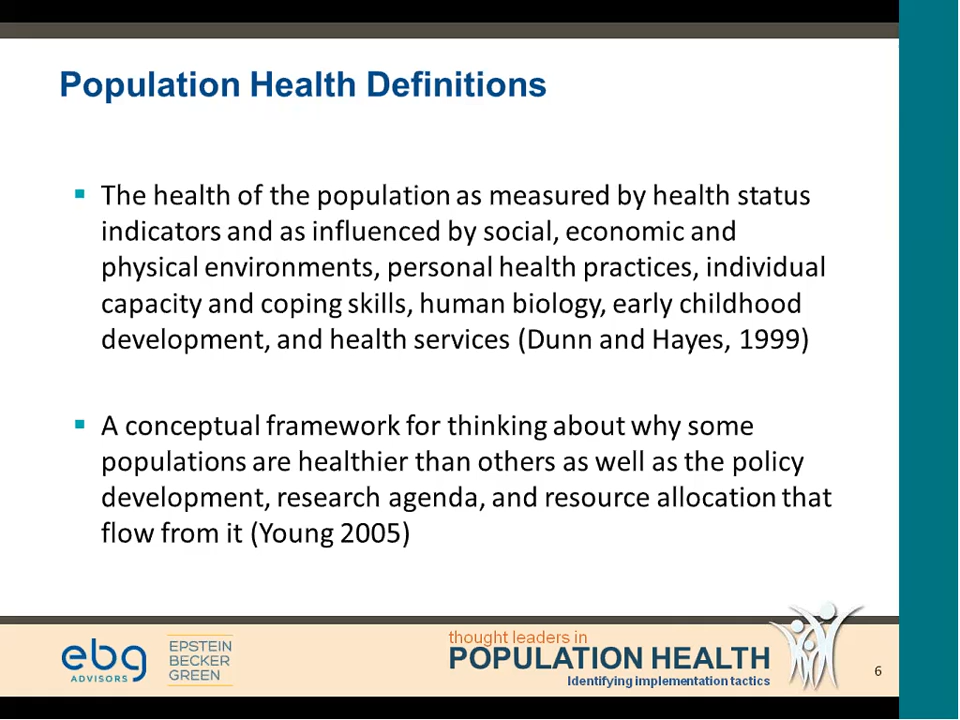 Population Health Definitions
▪ The health of the population as measured by health status
indicators and as influenced by social, economic and
physical environments, personal health practices, individual
capacity and coping skills, human biology, early childhood
development, and health services (Dunn and Hayes, 1999)
▪ A conceptual framework for thinking about why some
populations are healthier than others as well as the policy
development, research agenda, and resource allocation that
flow from it (Young 2005)
ebg
ADVISORS
EPSTEIN
BECKER
GREEN
thought leaders in
POPULATION HEALTH
Identifying implementation tactics
6